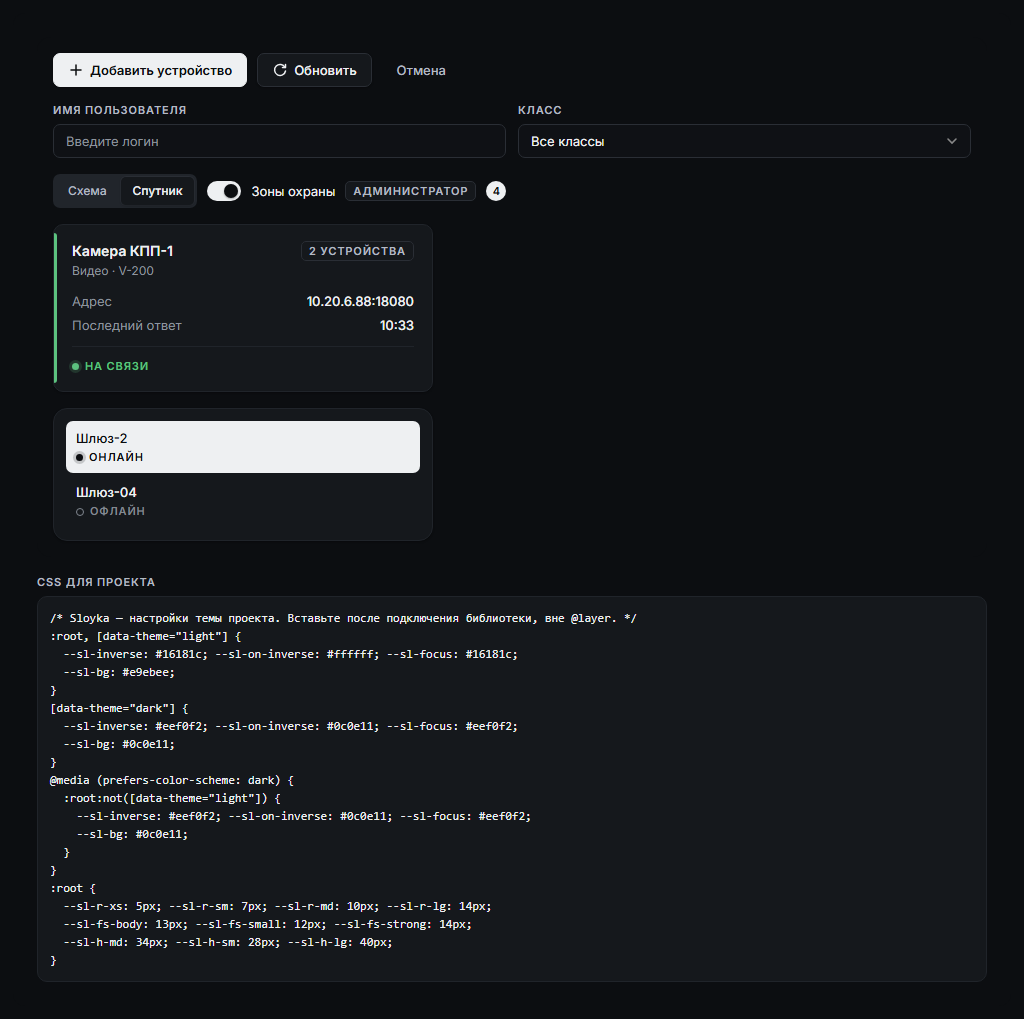 Добавить устройство
Обновить
Отмена
ИМЯ ПОЛЬЗОВАТЕЛЯ
КЛАСС
Введите логин
Все классы
Схема
Спутник
Зоны охраны
АДМИНИСТРАТОР
4
Камера КПП-1
2 УСТРОЙСТВА
Видео · V-200
Адрес
10.20.6.88:18080
Последний ответ
10:33
НА СВЯЗИ
Шлюз-2
ОНЛАЙН
Шлюз-04
ОФЛАЙН
CSS ДЛЯ ПРОЕКТА
/* Sloyka — настройки темы проекта. Вставьте после подключения библиотеки, вне @layer. */
:root, [data-theme="light"] {
  --sl-inverse: #16181c; --sl-on-inverse: #ffffff; --sl-focus: #16181c;
  --sl-bg: #e9ebee;
}
[data-theme="dark"] {
  --sl-inverse: #eef0f2; --sl-on-inverse: #0c0e11; --sl-focus: #eef0f2;
  --sl-bg: #0c0e11;
}
@media (prefers-color-scheme: dark) {
  :root:not([data-theme="light"]) {
    --sl-inverse: #eef0f2; --sl-on-inverse: #0c0e11; --sl-focus: #eef0f2;
    --sl-bg: #0c0e11;
  }
}
:root {
  --sl-r-xs: 5px; --sl-r-sm: 7px; --sl-r-md: 10px; --sl-r-lg: 14px;
  --sl-fs-body: 13px; --sl-fs-small: 12px; --sl-fs-strong: 14px;
  --sl-h-md: 34px; --sl-h-sm: 28px; --sl-h-lg: 40px;
}